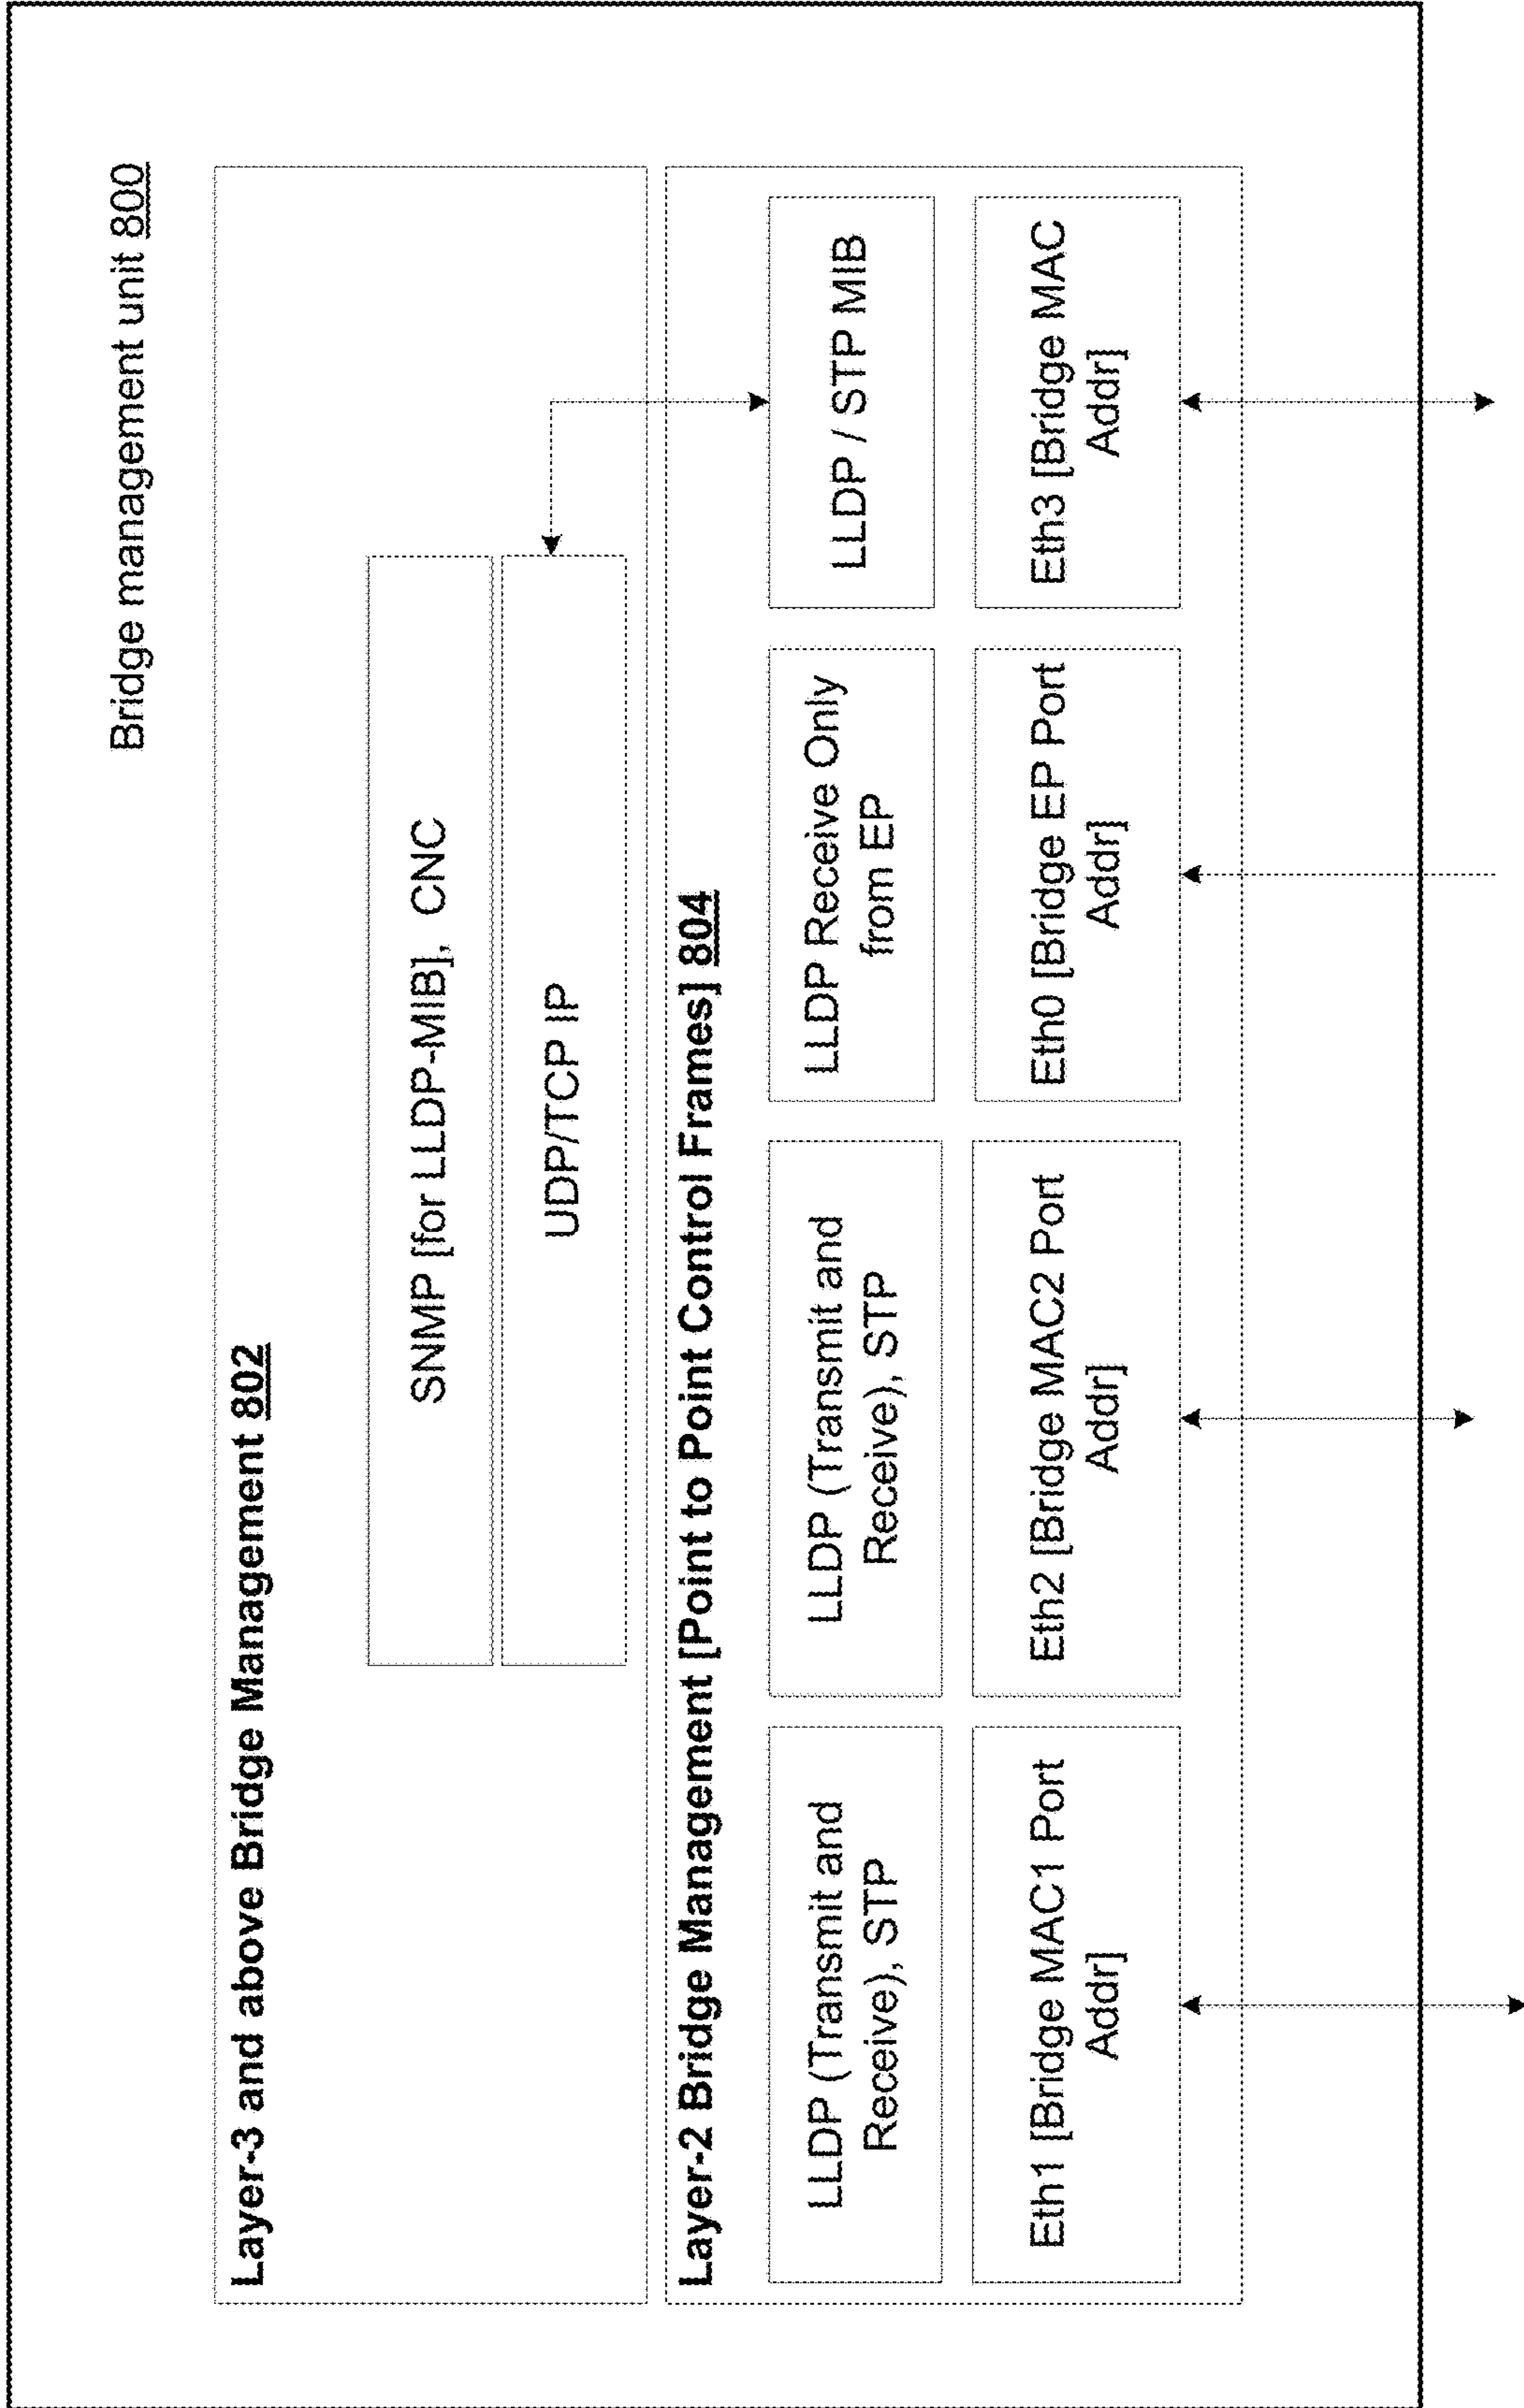 Bridge management unit 800
Layer-3 and above Bridge Management 802
SNMP [for LLDP-MIB], CNC
UDP/TCP IP
Layer-2 Bridge Management [Point to Point Control Frames] 804
LLDP (Transmit and
Receive), STP
LLDP (Transmit and
Receive), STP
LLDP Receive Only
from EP
LLDP / STP MIB
Eth1 [Bridge MAC1 Port
Addr]
Eth2 [Bridge MAC2 Port
Addr]
Eth0 [Bridge EP Port
Addr]
Eth3 [Bridge MAC
Addr]